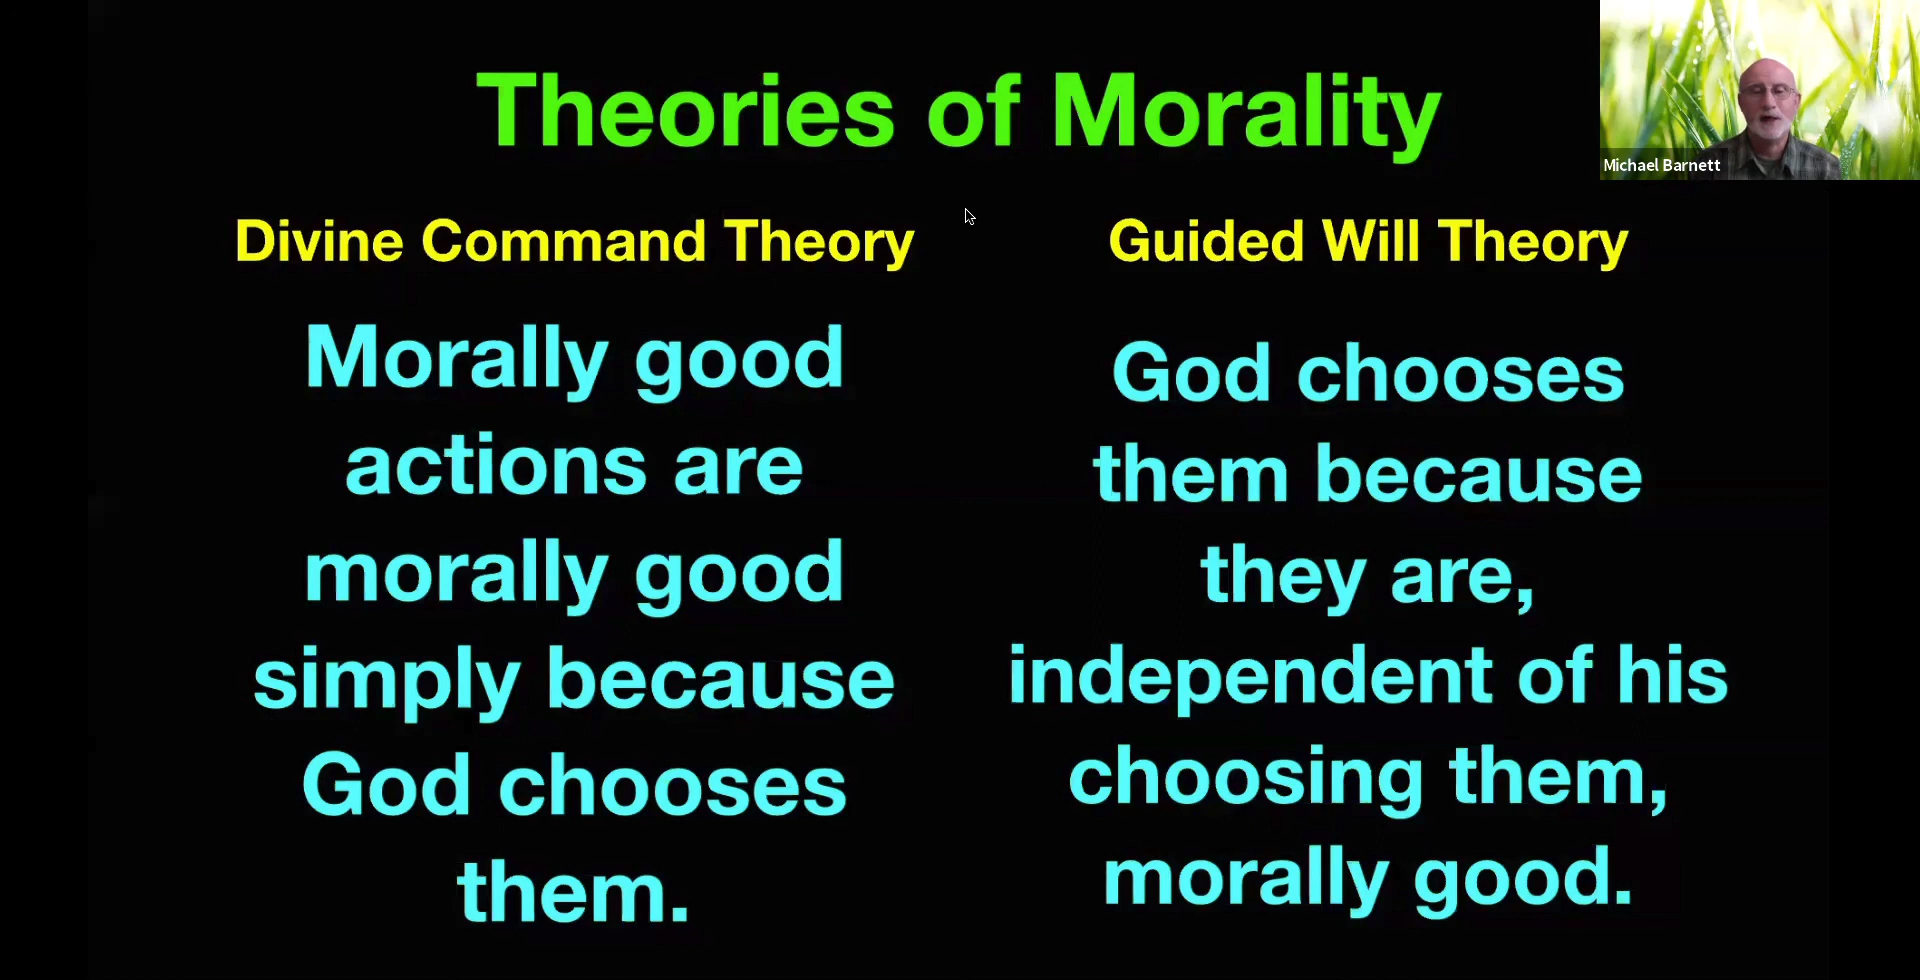 Theories of Morality
Michael Barnett
Divine Command Theory
Morally good
actions are
morally good
simply because
God chooses
them.
Guided Will Theory
God chooses
them because
they are,
independent of his
choosing them,
morally good.